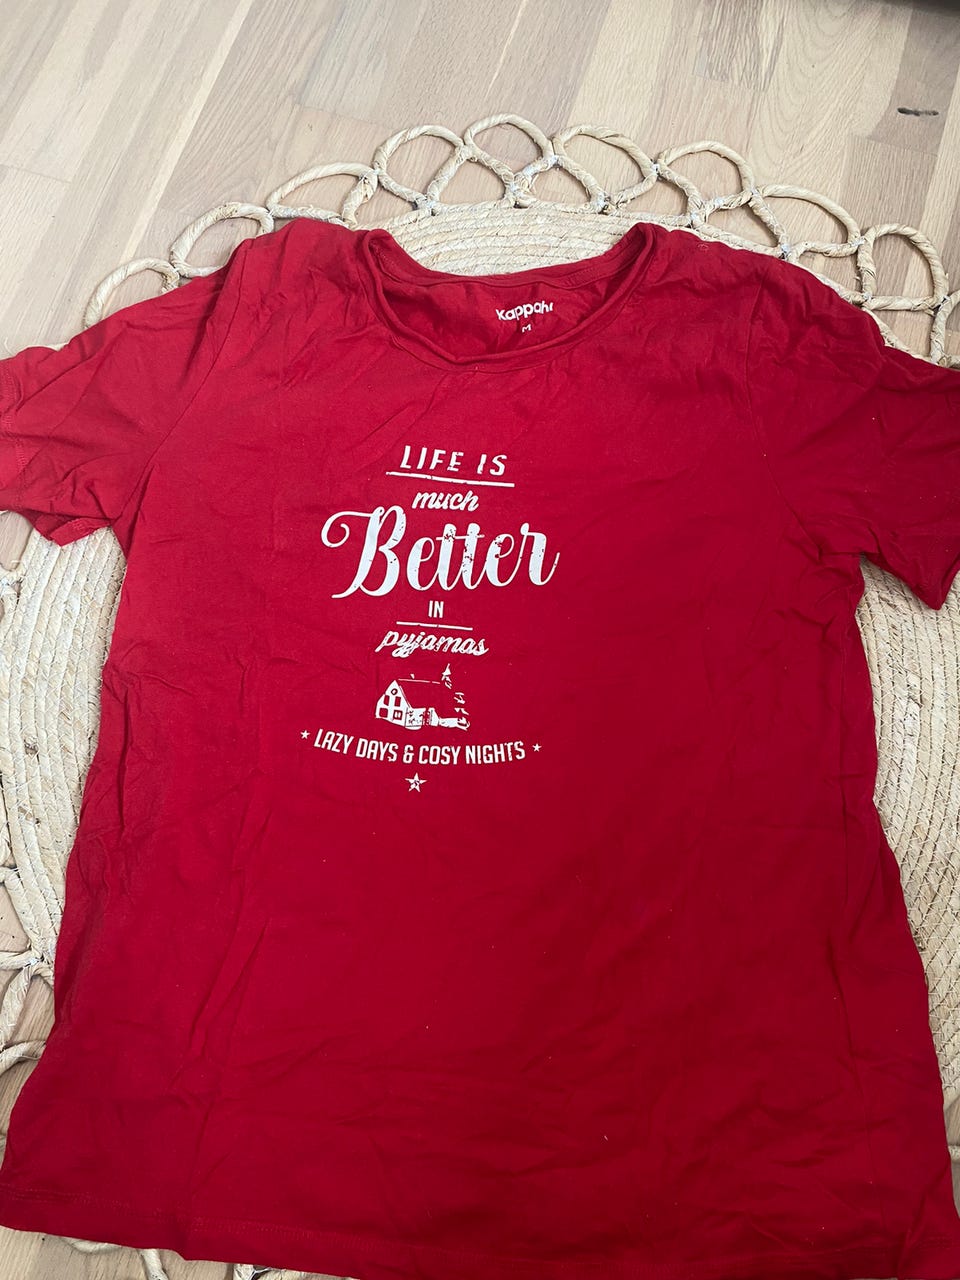 KappAhl
M
LIFE IS
much
Better
IN
pyjamas
LAZY DAYS & COSY NIGHTS